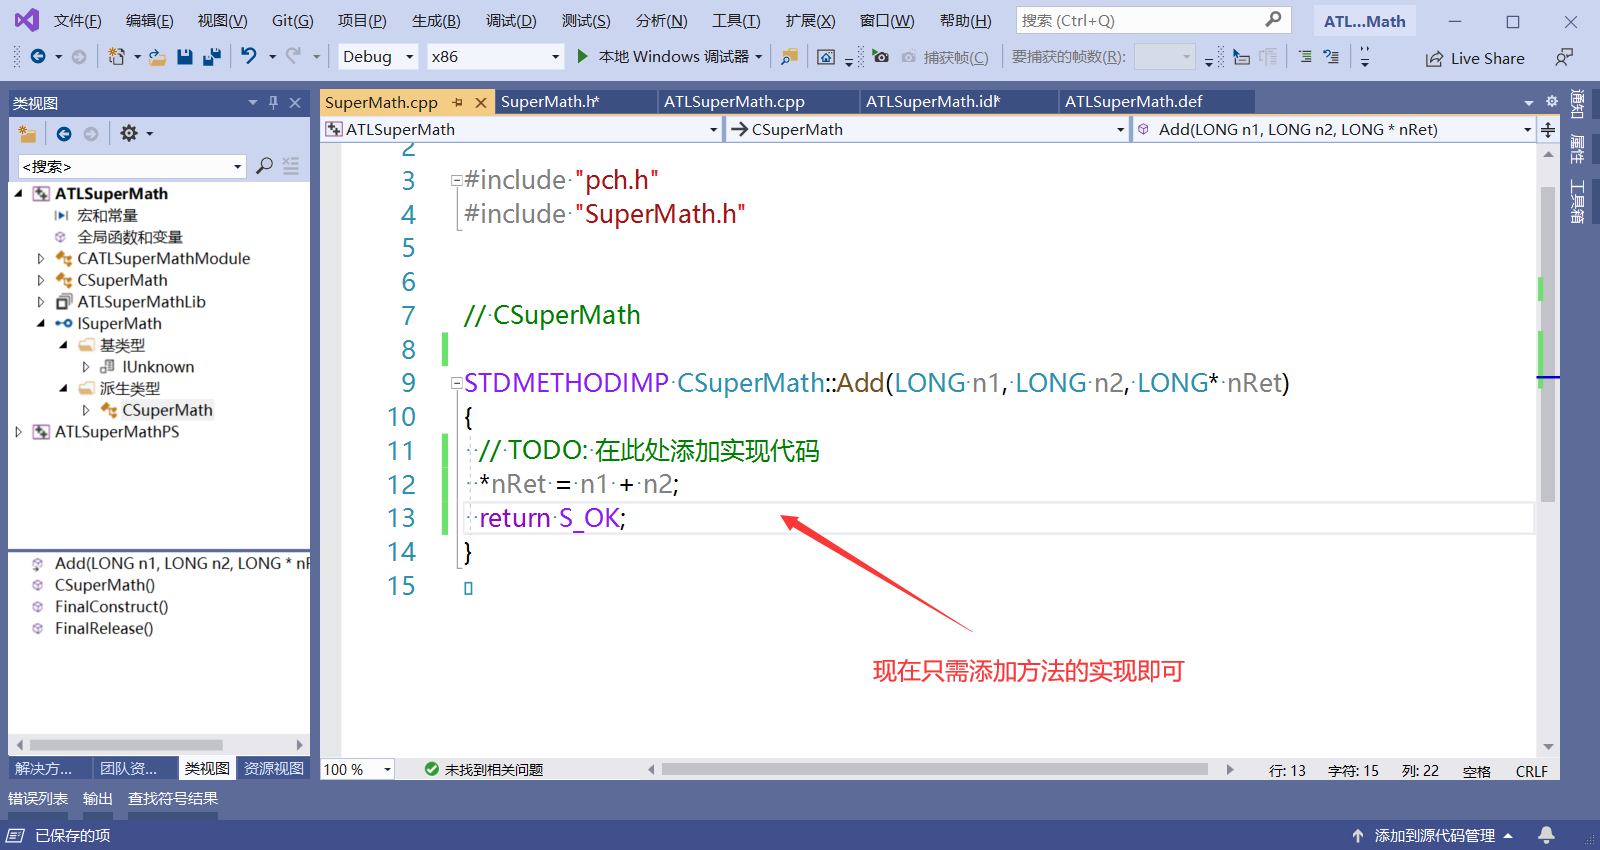 文件(F) 编辑(E) 视图(V) Git(G) 项目(P) 生成(B) 调试(D) 测试(S) 分析(N) 工具(T) 扩展(X) 窗口(W) 帮助(H) 搜索 (Ctrl+Q) ATL...Math
Debug x86 本地 Windows 调试器 捕获帧(C) 要捕获的帧数(R): Live Share
类视图
<搜索>
ATLSuperMath
宏和常量
全局函数和变量
CATLSuperMathModule
CSuperMath
ATLSuperMathLib
ISuperMath
基类型
IUnknown
派生类型
CSuperMath
ATLSuperMathPS
Add(LONG n1, LONG n2, LONG * nR
CSuperMath()
FinalConstruct()
FinalRelease()
解决方... 团队资... 类视图 资源视图
SuperMath.cpp SuperMath.h* ATLSuperMath.cpp ATLSuperMath.idl* ATLSuperMath.def
ATLSuperMath CSuperMath Add(LONG n1, LONG n2, LONG * nRet)
2
3 #include "pch.h"
4 #include "SuperMath.h"
5
6
7 // CSuperMath
8
9 STDMETHODIMP CSuperMath::Add(LONG n1, LONG n2, LONG* nRet)
10 {
11 // TODO: 在此处添加实现代码
12 *nRet = n1 + n2;
13 return S_OK;
14 }
15
现在只需添加方法的实现即可
100 % 未找到相关问题 行: 13 字符: 15 列: 22 空格 CRLF
通知
属性
工具箱
错误列表 输出 查找符号结果
已保存的项 添加到源代码管理